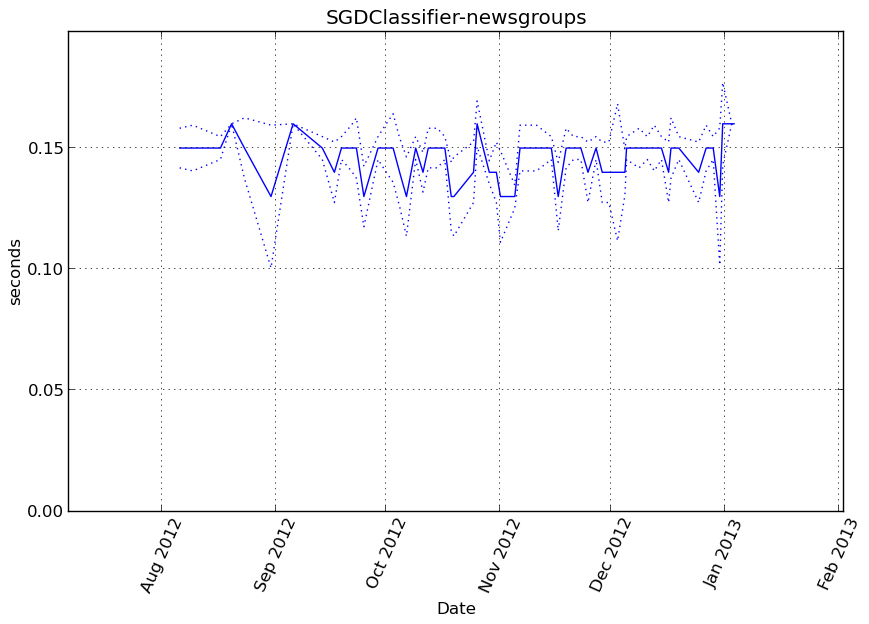 SGDClassifier-newsgroups
seconds
0.15
0.10
0.05
0.00
Aug 2012
Sep 2012
Oct 2012
Nov 2012
Dec 2012
Jan 2013
Feb 2013
Date